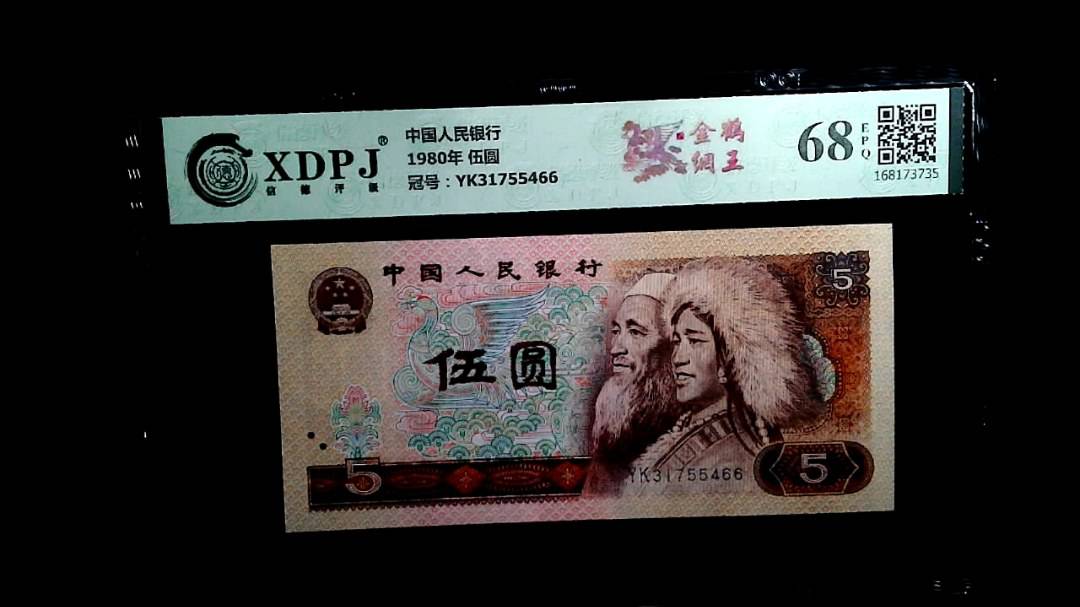 XDPJ®
信德评级
中国人民银行
1980年 伍圆
冠号：YK31755466
金鶴
網王
68
EPQ
168173735
中国人民银行
5
伍圆
5
YK31755466
5